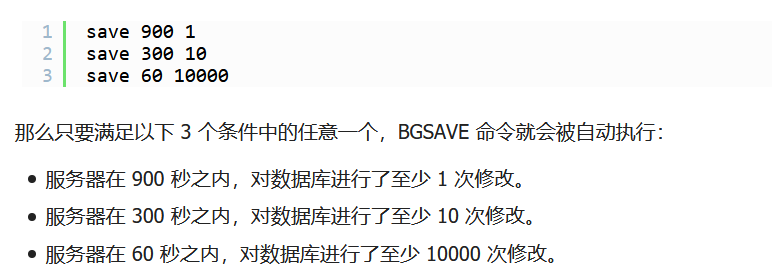 1 save 900 1
2 save 300 10
3 save 60 10000
那么只要满足以下 3 个条件中的任意一个，BGSAVE 命令就会被自动执行：
• 服务器在 900 秒之内，对数据库进行了至少 1 次修改。
• 服务器在 300 秒之内，对数据库进行了至少 10 次修改。
• 服务器在 60 秒之内，对数据库进行了至少 10000 次修改。